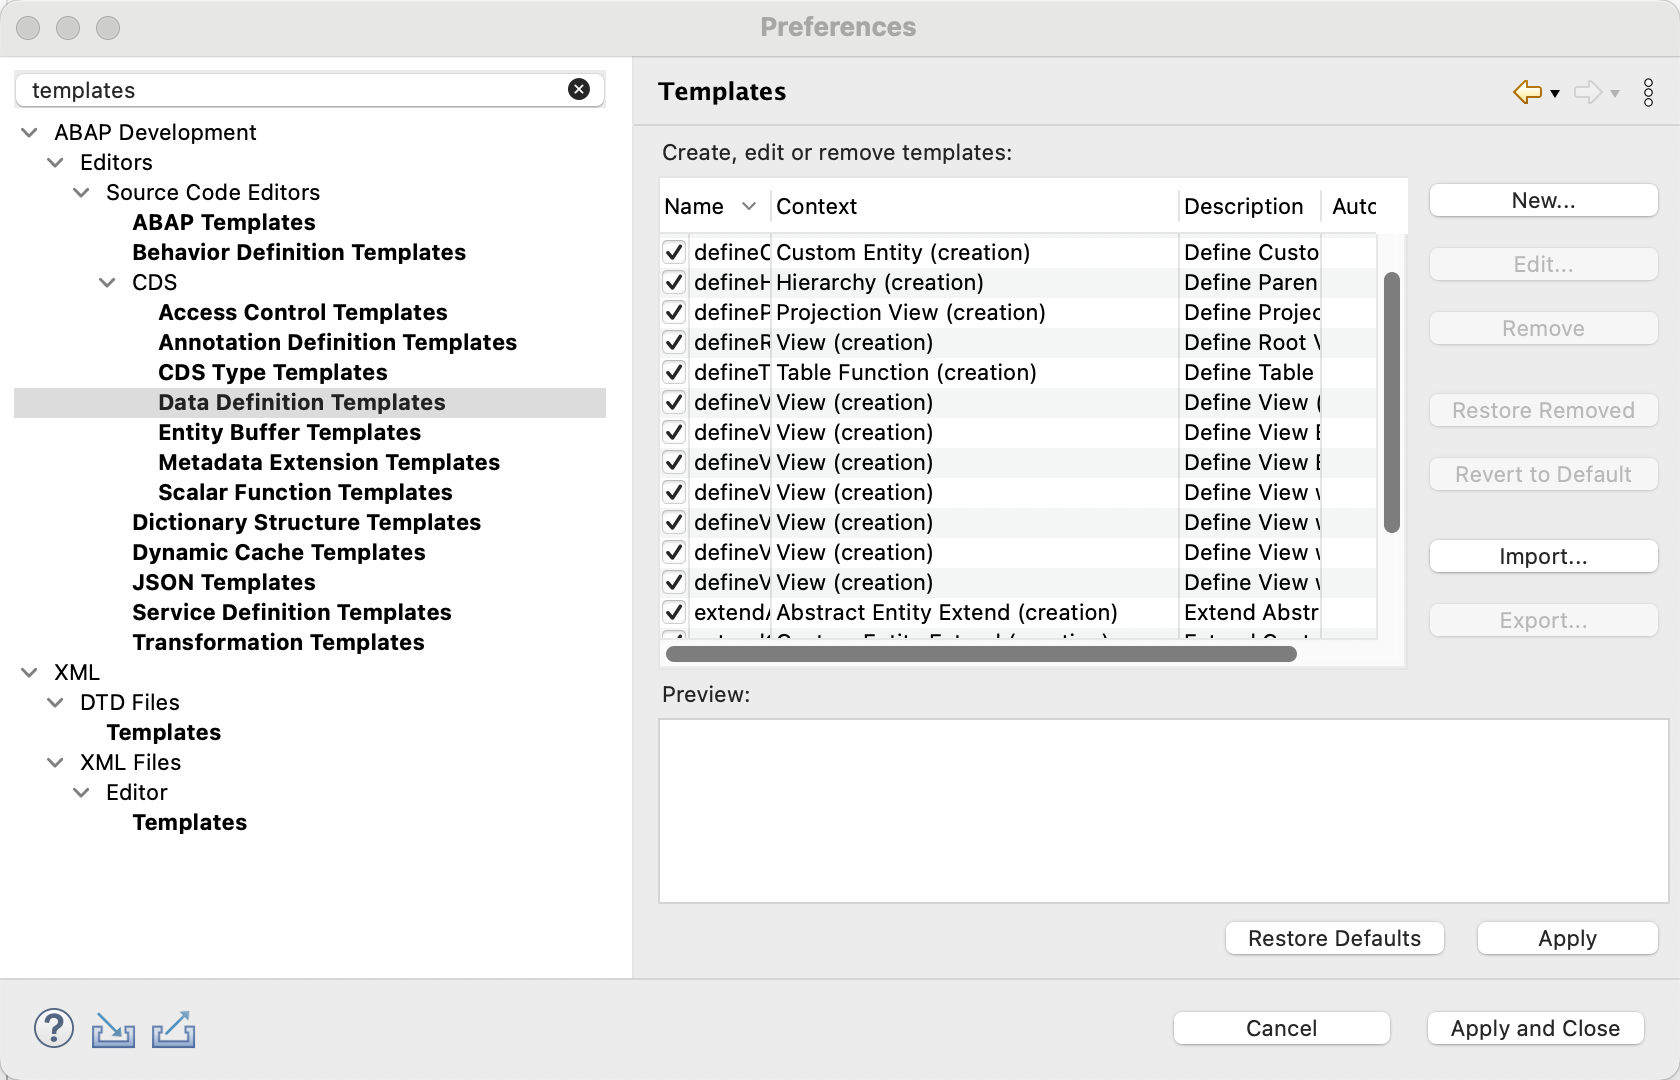 Preferences
templates
ABAP Development
Editors
Source Code Editors
ABAP Templates
Behavior Definition Templates
CDS
Access Control Templates
Annotation Definition Templates
CDS Type Templates
Data Definition Templates
Entity Buffer Templates
Metadata Extension Templates
Scalar Function Templates
Dictionary Structure Templates
Dynamic Cache Templates
JSON Templates
Service Definition Templates
Transformation Templates
XML
DTD Files
Templates
XML Files
Editor
Templates
Templates
Create, edit or remove templates:
Name Context Description Auto
defineC Custom Entity (creation) Define Custo
defineH Hierarchy (creation) Define Paren
defineP Projection View (creation) Define Projec
defineR View (creation) Define Root V
defineT Table Function (creation) Define Table
defineV View (creation) Define View (
defineV View (creation) Define View E
defineV View (creation) Define View E
defineV View (creation) Define View w
defineV View (creation) Define View w
defineV View (creation) Define View w
defineV View (creation) Define View w
extendA Abstract Entity Extend (creation) Extend Abstr
New...
Edit...
Remove
Restore Removed
Revert to Default
Import...
Export...
Preview:
Restore Defaults Apply
? Cancel Apply and Close